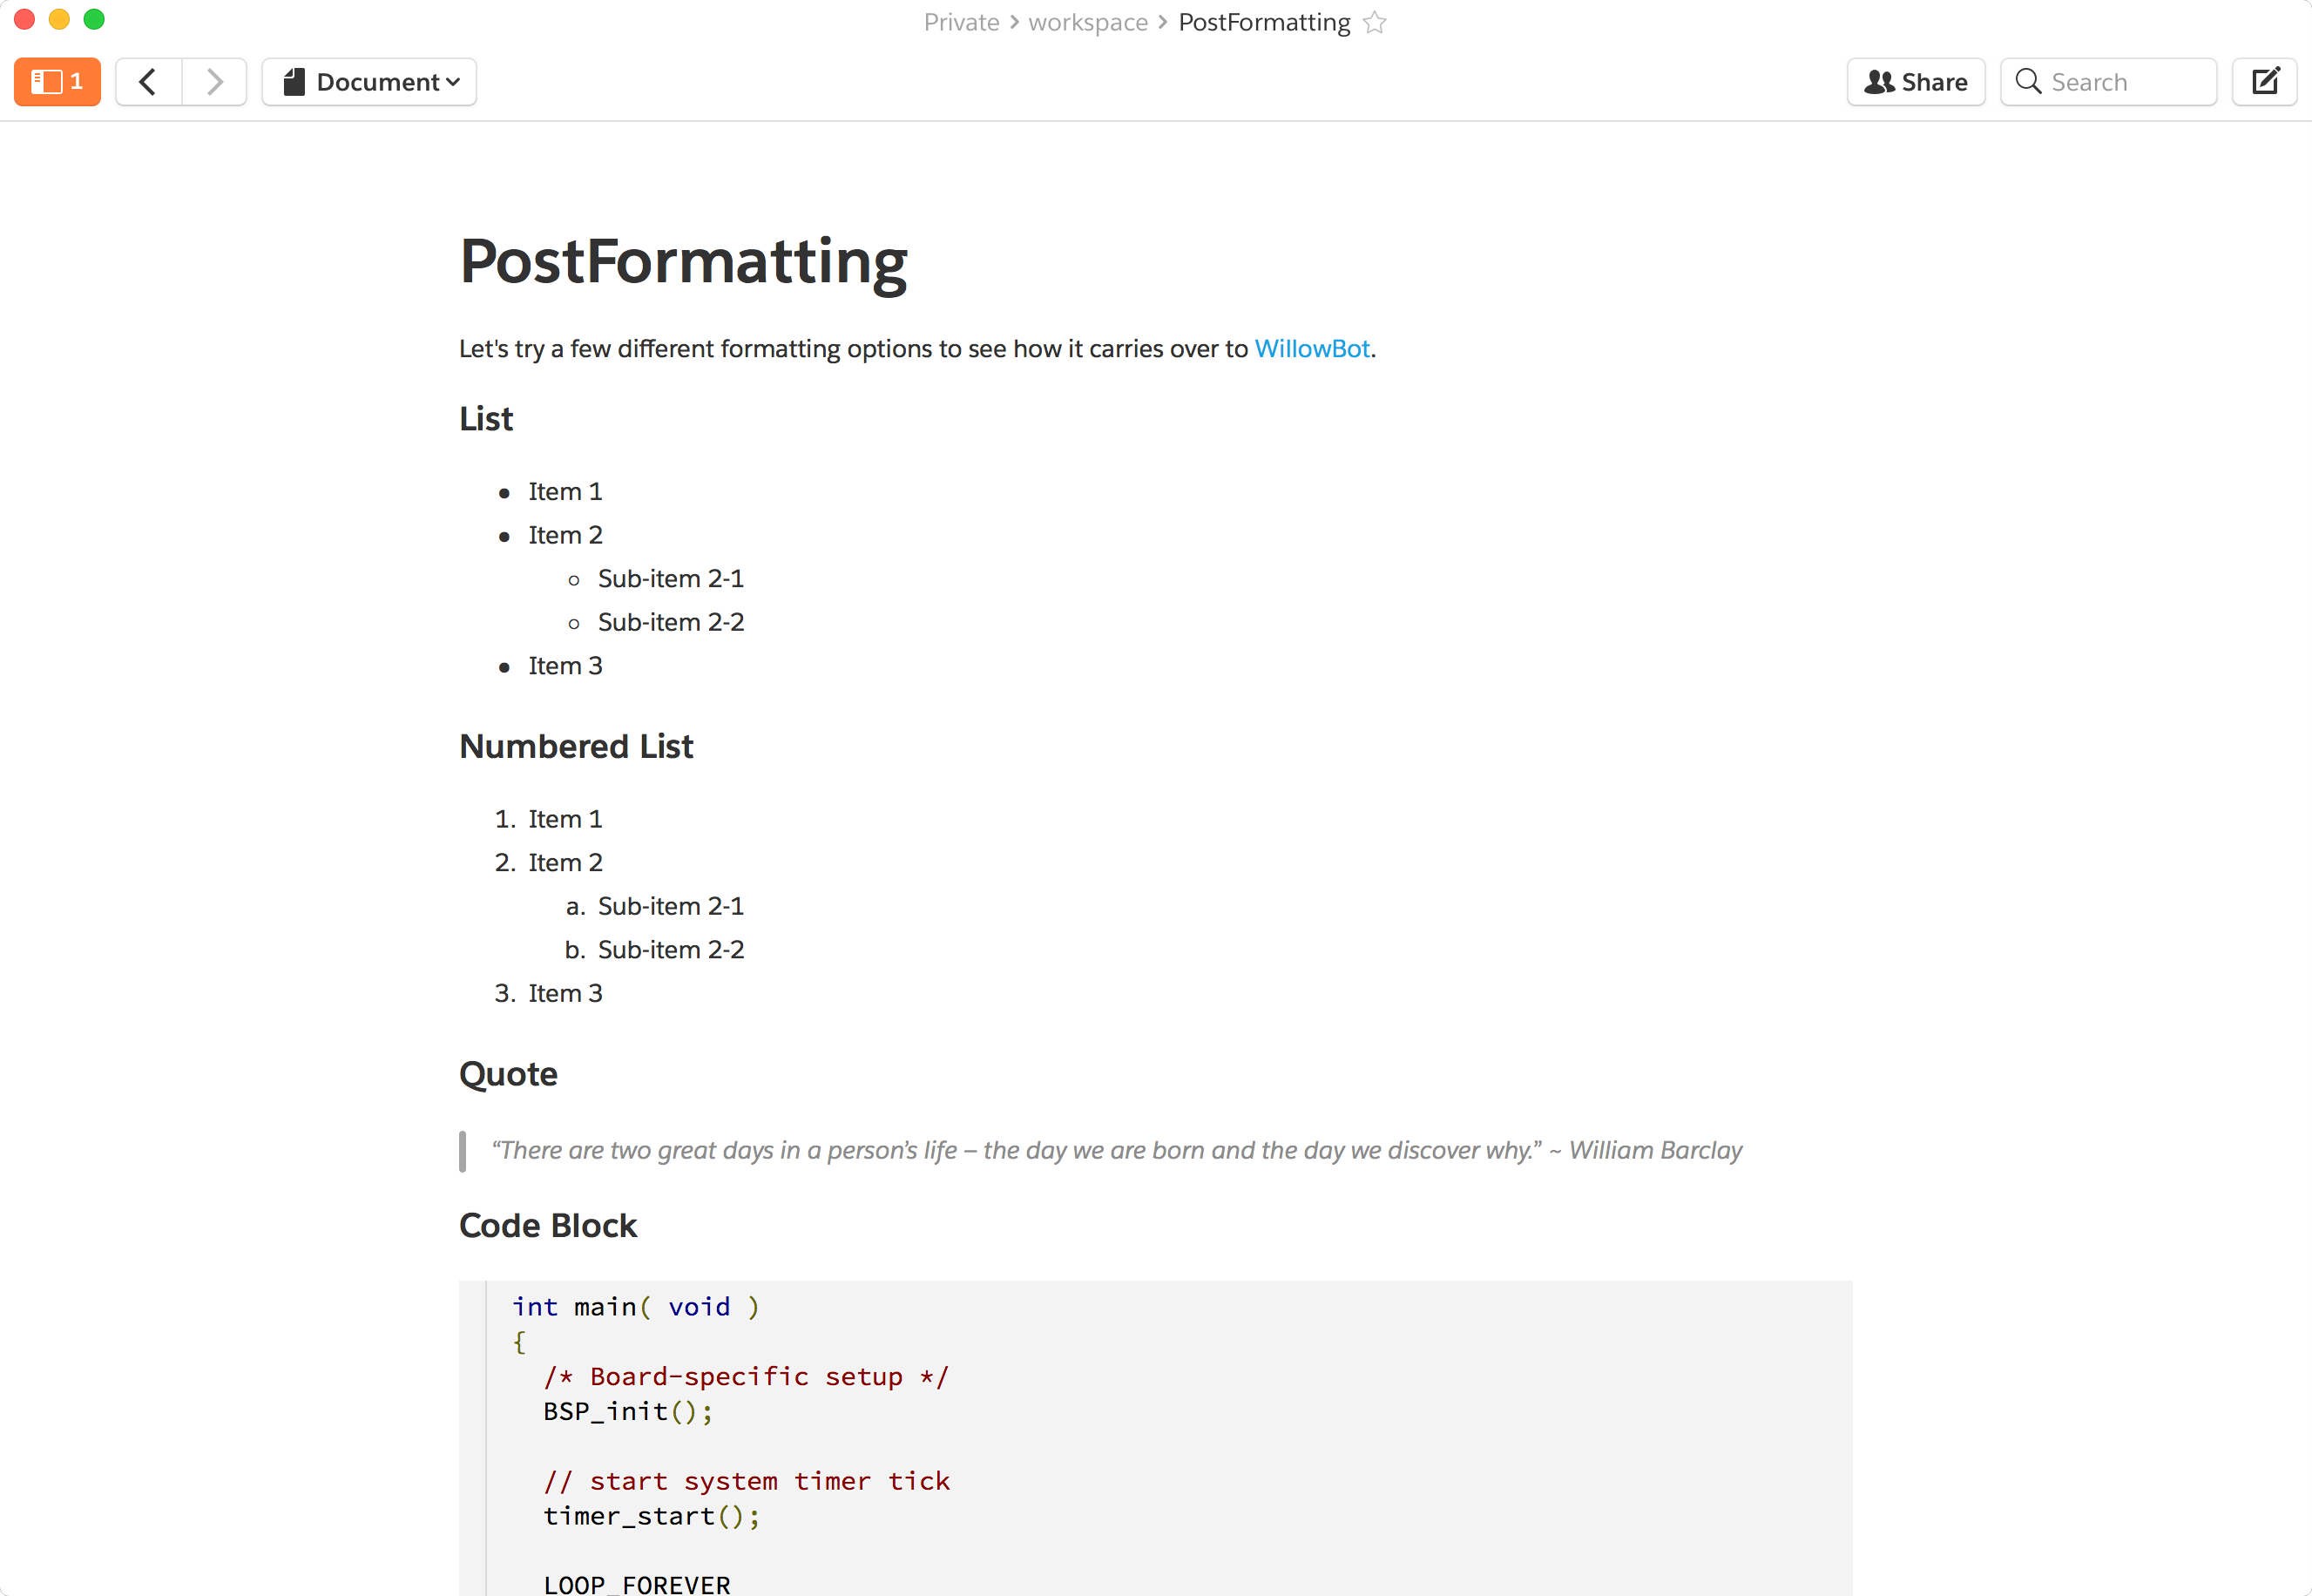 Private > workspace > PostFormatting
1
Document
Share
Search
PostFormatting
Let's try a few different formatting options to see how it carries over to WillowBot.
List
• Item 1
• Item 2
◦ Sub-item 2-1
◦ Sub-item 2-2
• Item 3
Numbered List
1. Item 1
2. Item 2
a. Sub-item 2-1
b. Sub-item 2-2
3. Item 3
Quote
“There are two great days in a person’s life – the day we are born and the day we discover why.” ~ William Barclay
Code Block
int main( void )
{
/* Board-specific setup */
BSP_init();
// start system timer tick
timer_start();
LOOP_FOREVER